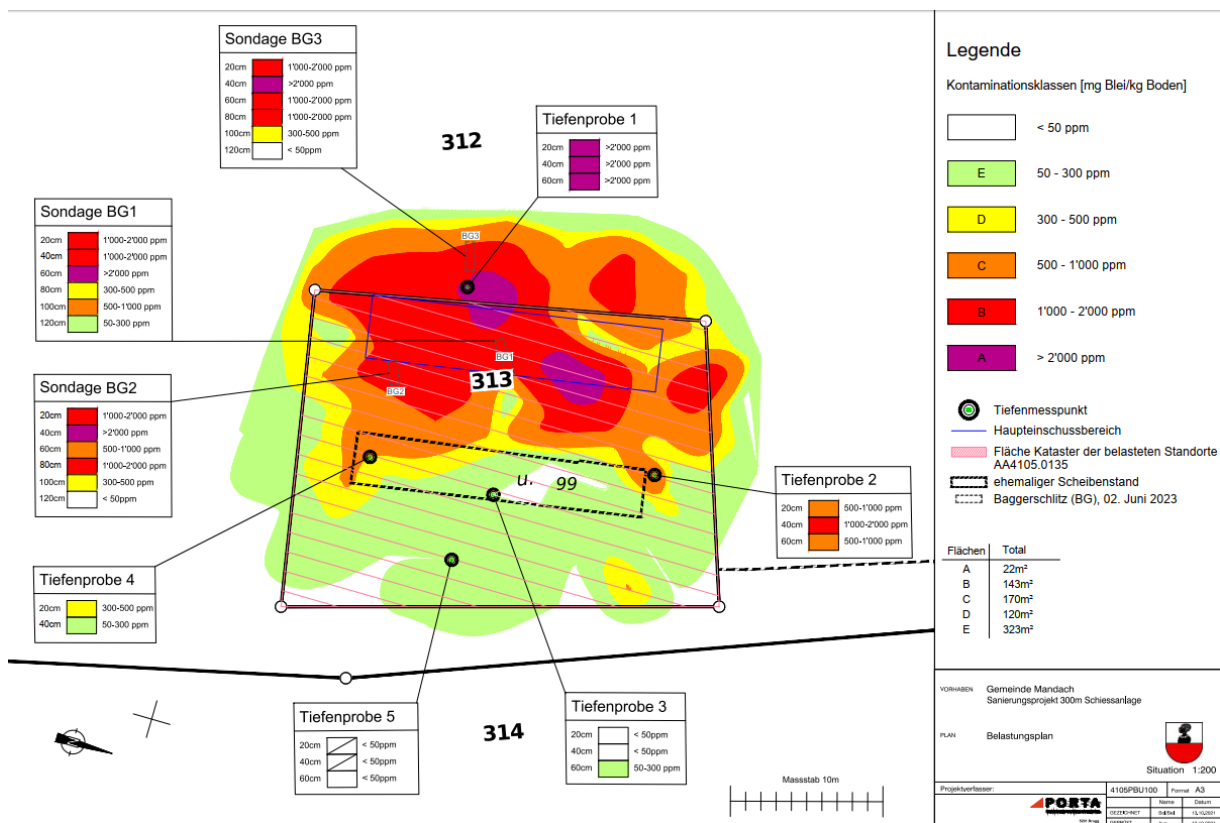 Sondage BG3
20cm 1'000-2'000 ppm
40cm >2'000 ppm
60cm 1'000-2'000 ppm
80cm 1'000-2'000 ppm
100cm 300-500 ppm
120cm < 50ppm
Tiefenprobe 1
20cm >2'000 ppm
40cm >2'000 ppm
60cm >2'000 ppm
312
Sondage BG1
20cm 1'000-2'000 ppm
40cm 1'000-2'000 ppm
60cm >2'000 ppm
80cm 300-500 ppm
100cm 500-1'000 ppm
120cm 50-300 ppm
BG3
BG1
313
BG2
Sondage BG2
20cm 1'000-2'000 ppm
40cm >2'000 ppm
60cm 500-1'000 ppm
80cm 1'000-2'000 ppm
100cm 300-500 ppm
120cm < 50ppm
u. 99
Tiefenprobe 2
20cm 500-1'000 ppm
40cm 1'000-2'000 ppm
60cm 500-1'000 ppm
Tiefenprobe 4
20cm 300-500 ppm
40cm 50-300 ppm
Tiefenprobe 5
20cm < 50ppm
40cm < 50ppm
60cm < 50ppm
314
Tiefenprobe 3
20cm < 50ppm
40cm < 50ppm
60cm 50-300 ppm
Massstab 10m
Legende
Kontaminationsklassen [mg Blei/kg Boden]
< 50 ppm
E 50 - 300 ppm
D 300 - 500 ppm
C 500 - 1'000 ppm
B 1'000 - 2'000 ppm
A > 2'000 ppm
Tiefenmesspunkt
Haupteinschussbereich
Fläche Kataster der belasteten Standorte
AA4105.0135
ehemaliger Scheibenstand
Baggerschlitz (BG), 02. Juni 2023
Flächen Total
A 22m²
B 143m²
C 170m²
D 120m²
E 323m²
VORHABEN Gemeinde Mandach
Sanierungsprojekt 300m Schiessanlage
PLAN Belastungsplan
Situation 1:200
Projektverfasser: 4105PBU100 Format A3
PORTA
Name Datum
GEZEICHNET